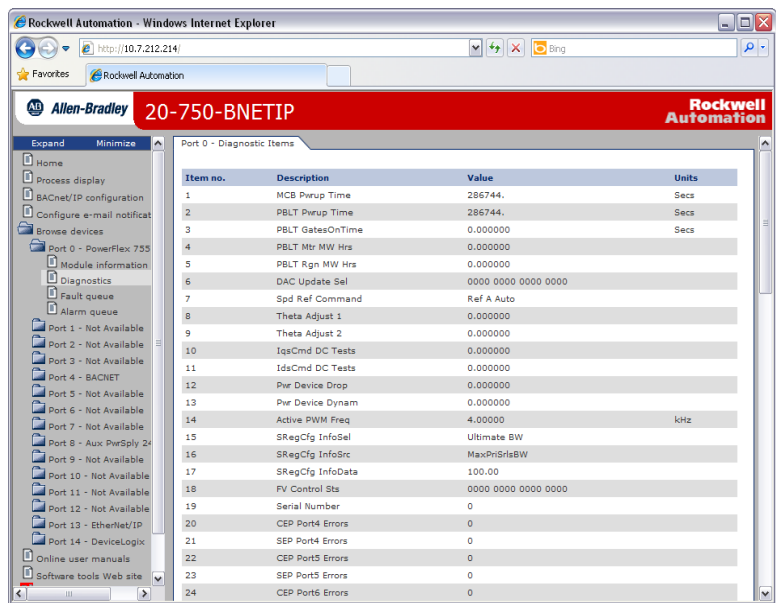 Rockwell Automation - Windows Internet Explorer
http://10.7.212.214/
Bing
Favorites
Rockwell Automation
AB Allen-Bradley
20-750-BNETIP
Rockwell
Automation
Expand Minimize
Home
Process display
BACnet/IP configuration
Configure e-mail notificat
Browse devices
Port 0 - PowerFlex 755
Module information
Diagnostics
Fault queue
Alarm queue
Port 1 - Not Available
Port 2 - Not Available
Port 3 - Not Available
Port 4 - BACNET
Port 5 - Not Available
Port 6 - Not Available
Port 7 - Not Available
Port 8 - Aux PwrSply 24
Port 9 - Not Available
Port 10 - Not Available
Port 11 - Not Available
Port 12 - Not Available
Port 13 - EtherNet/IP
Port 14 - DeviceLogix
Online user manuals
Software tools Web site
Port 0 - Diagnostic Items
Item no. Description Value Units
1 MCB Pwrup Time 286744. Secs
2 PBLT Pwrup Time 286744. Secs
3 PBLT GatesOnTime 0.000000 Secs
4 PBLT Mtr MW Hrs 0.000000
5 PBLT Rgn MW Hrs 0.000000
6 DAC Update Sel 0000 0000 0000 0000
7 Spd Ref Command Ref A Auto
8 Theta Adjust 1 0.000000
9 Theta Adjust 2 0.000000
10 IqsCmd DC Tests 0.000000
11 IdsCmd DC Tests 0.000000
12 Pwr Device Drop 0.000000
13 Pwr Device Dynam 0.000000
14 Active PWM Freq 4.00000 kHz
15 SRegCfg InfoSel Ultimate BW
16 SRegCfg InfoSrc MaxPriSrlsBW
17 SRegCfg InfoData 100.00
18 FV Control Sts 0000 0000 0000 0000
19 Serial Number 0
20 CEP Port4 Errors 0
21 SEP Port4 Errors 0
22 CEP Port5 Errors 0
23 SEP Port5 Errors 0
24 CEP Port6 Errors 0